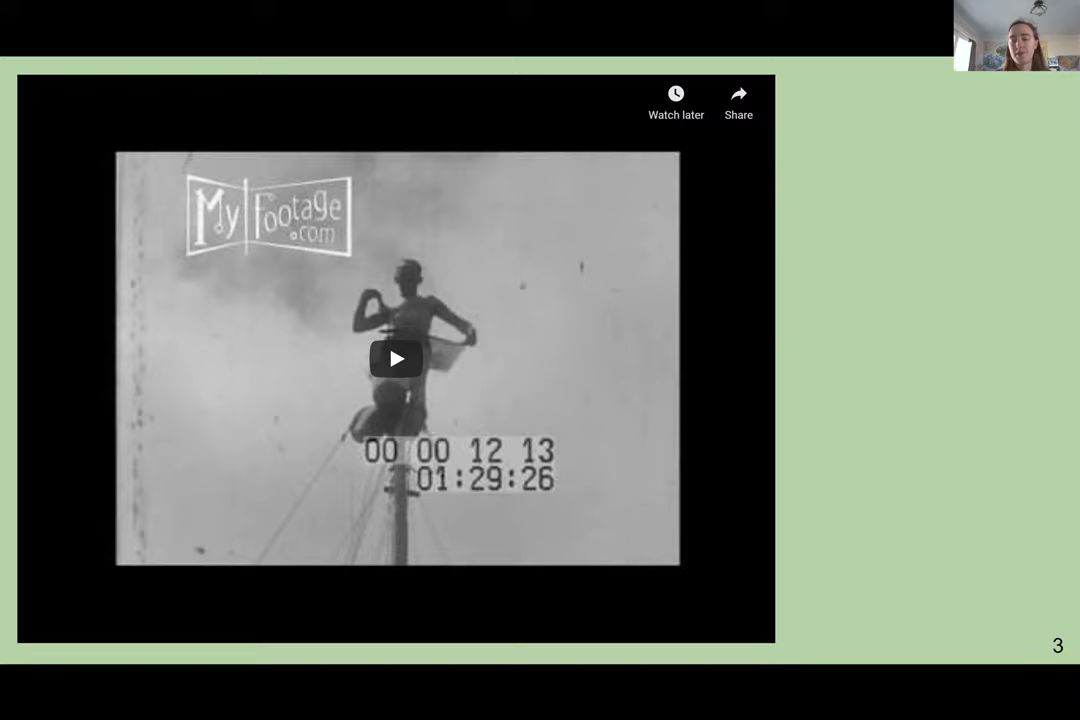 Watch later
Share
My Footage
.com
00 00 12 13
01:29:26
3